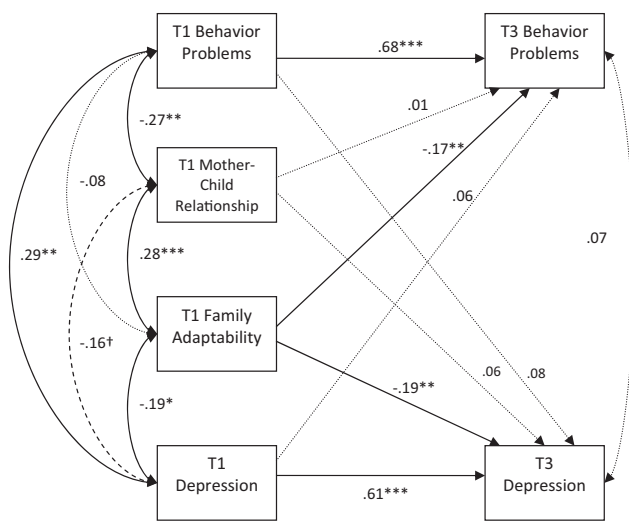 T1 Behavior
Problems
T3 Behavior
Problems
.68***
.01
-.27**
-.17**
T1 Mother-
Child
Relationship
-.08
.06
.07
.29**
.28***
T1 Family
Adaptability
-.16†
.06
.08
-.19**
-.19*
T1
Depression
T3
Depression
.61***